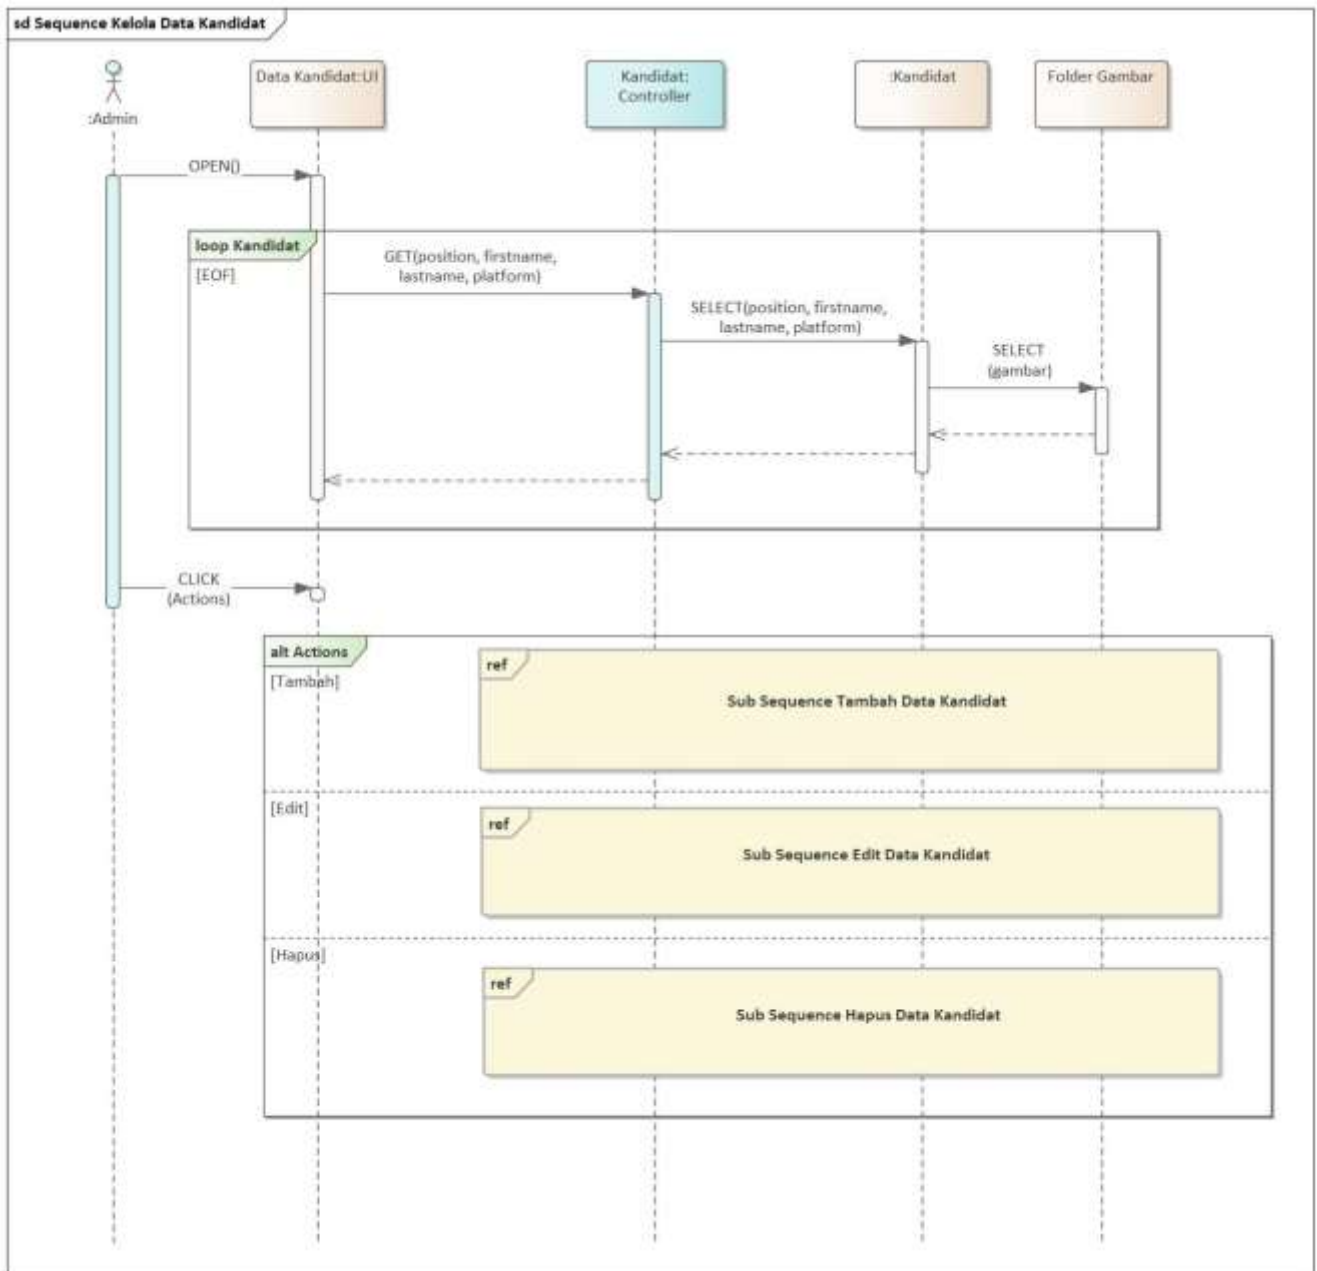 sd Sequence Kelola Data Kandidat
:Admin
Data Kandidat:UI
Kandidat:
Controller
:Kandidat
Folder Gambar
OPEN()
loop Kandidat
[EOF]
GET(position, firstname,
lastname, platform)
SELECT(position, firstname,
lastname, platform)
SELECT
(gambar)
CLICK
(Actions)
alt Actions
[Tambah]
ref
Sub Sequence Tambah Data Kandidat
[Edit]
ref
Sub Sequence Edit Data Kandidat
[Hapus]
ref
Sub Sequence Hapus Data Kandidat